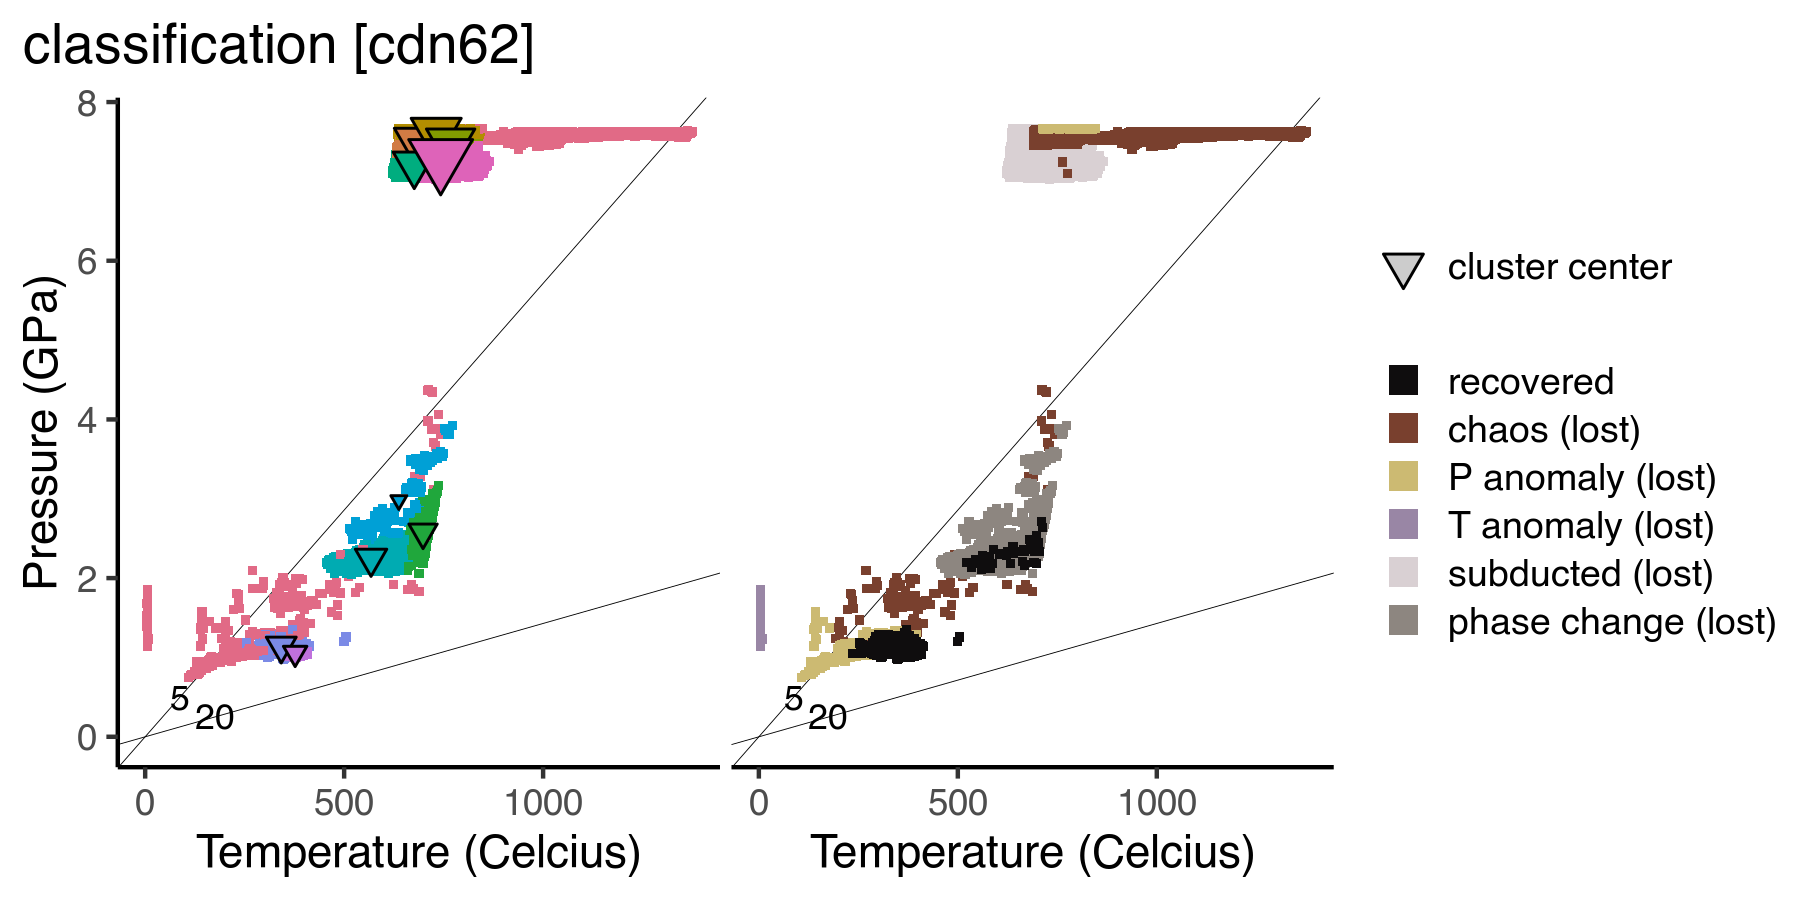 classification [cdn62]
8
6
4
2
0
Pressure (GPa)
5
20
5
20
0
500
1000
0
500
1000
Temperature (Celcius)
Temperature (Celcius)
cluster center
recovered
chaos (lost)
P anomaly (lost)
T anomaly (lost)
subducted (lost)
phase change (lost)